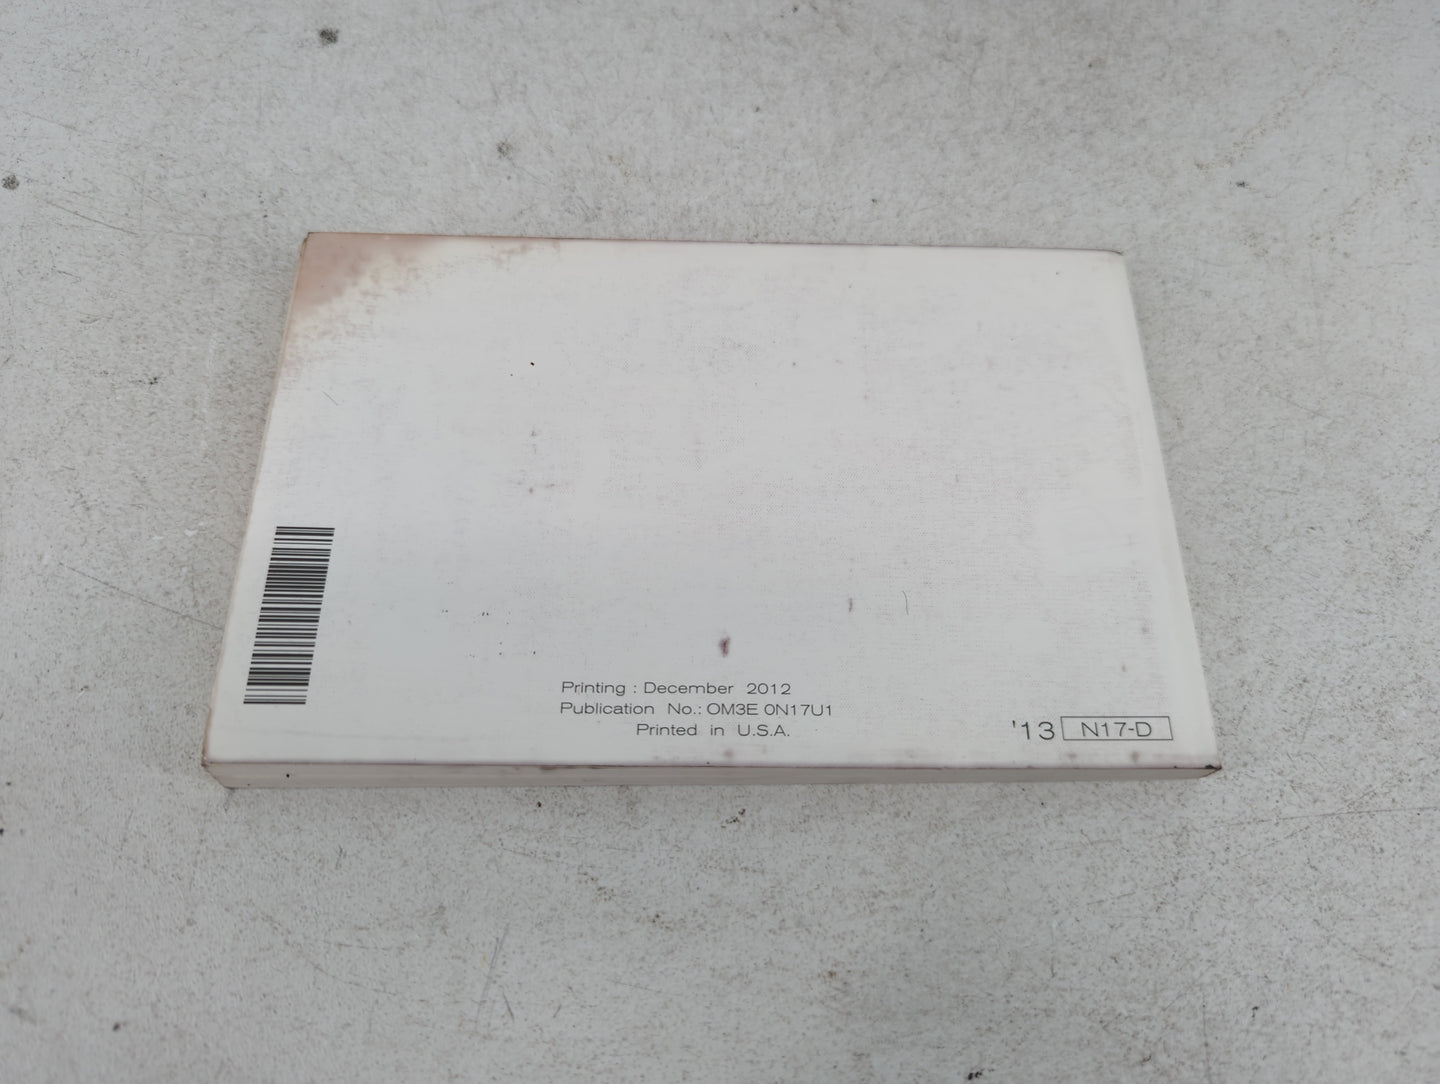 Printing : December 2012
Publication No.: OM3E 0N17U1
Printed in U.S.A.
'13 N17-D